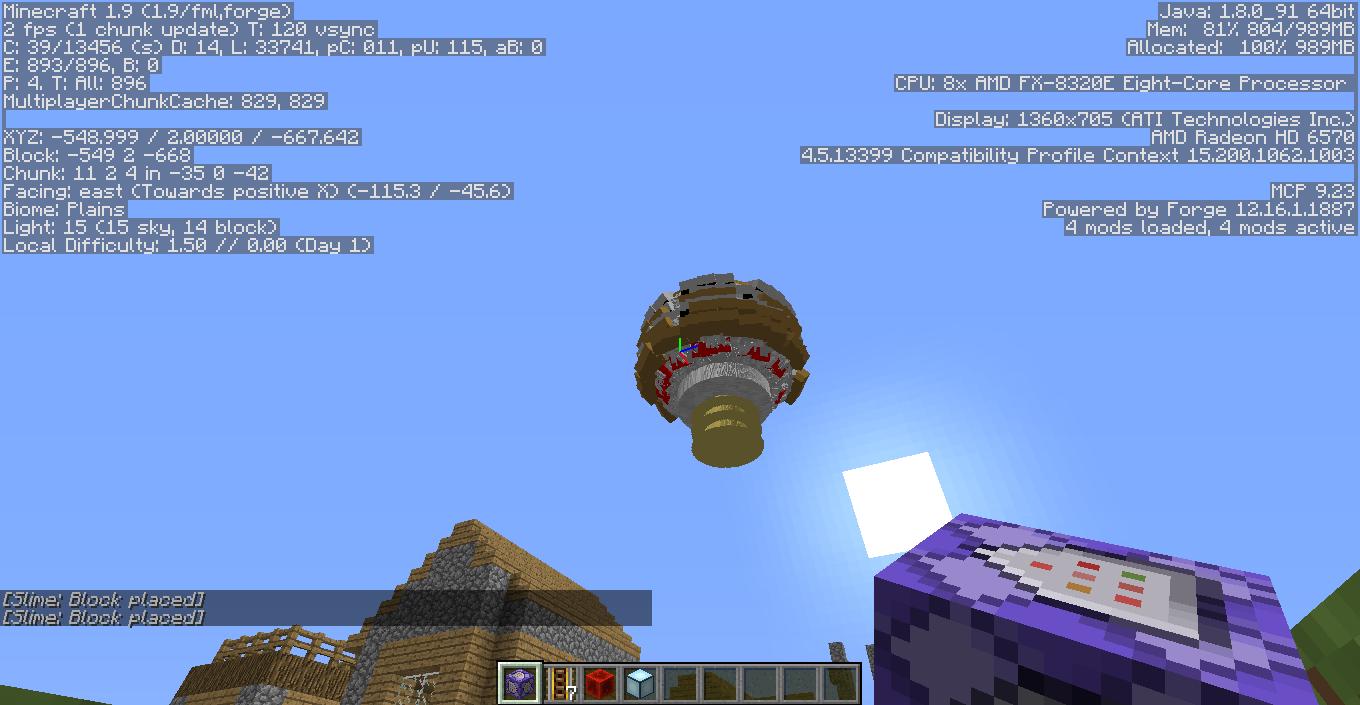 Minecraft 1.9 (1.9/fml,forge)
2 fps (1 chunk update) T: 120 vsync
C: 39/13456 (s) D: 14, L: 33741, pC: 011, pU: 115, aB: 0
E: 893/896, B: 0
P: 4. T: All: 896
MultiplayerChunkCache: 829, 829
XYZ: -548.999 / 2.00000 / -667.642
Block: -549 2 -668
Chunk: 11 2 4 in -35 0 -42
Facing: east (Towards positive X) (-115.3 / -45.6)
Biome: Plains
Light: 15 (15 sky, 14 block)
Local Difficulty: 1.50 // 0.00 (Day 1)
Java: 1.8.0_91 64bit
Mem: 81% 804/989MB
Allocated: 100% 989MB
CPU: 8x AMD FX-8320E Eight-Core Processor
Display: 1360x705 (ATI Technologies Inc.)
AMD Radeon HD 6570
4.5.13399 Compatibility Profile Context 15.200.1062.1003
MCP 9.23
Powered by Forge 12.16.1.1887
4 mods loaded, 4 mods active
[Slime: Block placed]
[Slime: Block placed]
7